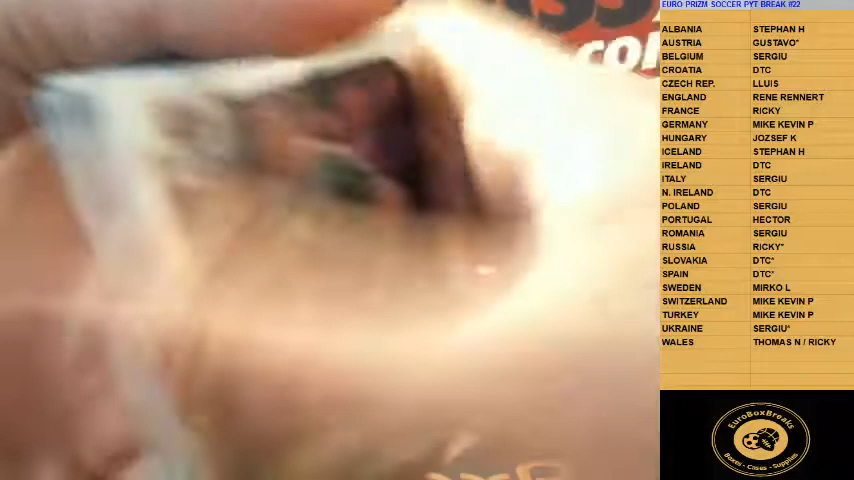 EURO PRIZM SOCCER PYT BREAK #22
ALBANIA STEPHAN H
AUSTRIA GUSTAVO*
BELGIUM SERGIU
CROATIA DTC
CZECH REP. LLUIS
ENGLAND RENE RENNERT
FRANCE RICKY
GERMANY MIKE KEVIN P
HUNGARY JOZSEF K
ICELAND STEPHAN H
IRELAND DTC
ITALY SERGIU
N. IRELAND DTC
POLAND SERGIU
PORTUGAL HECTOR
ROMANIA SERGIU
RUSSIA RICKY*
SLOVAKIA DTC*
SPAIN DTC*
SWEDEN MIRKO L
SWITZERLAND MIKE KEVIN P
TURKEY MIKE KEVIN P
UKRAINE SERGIU*
WALES THOMAS N / RICKY
EuroBoxBreaks
Boxes - Cases - Supplies